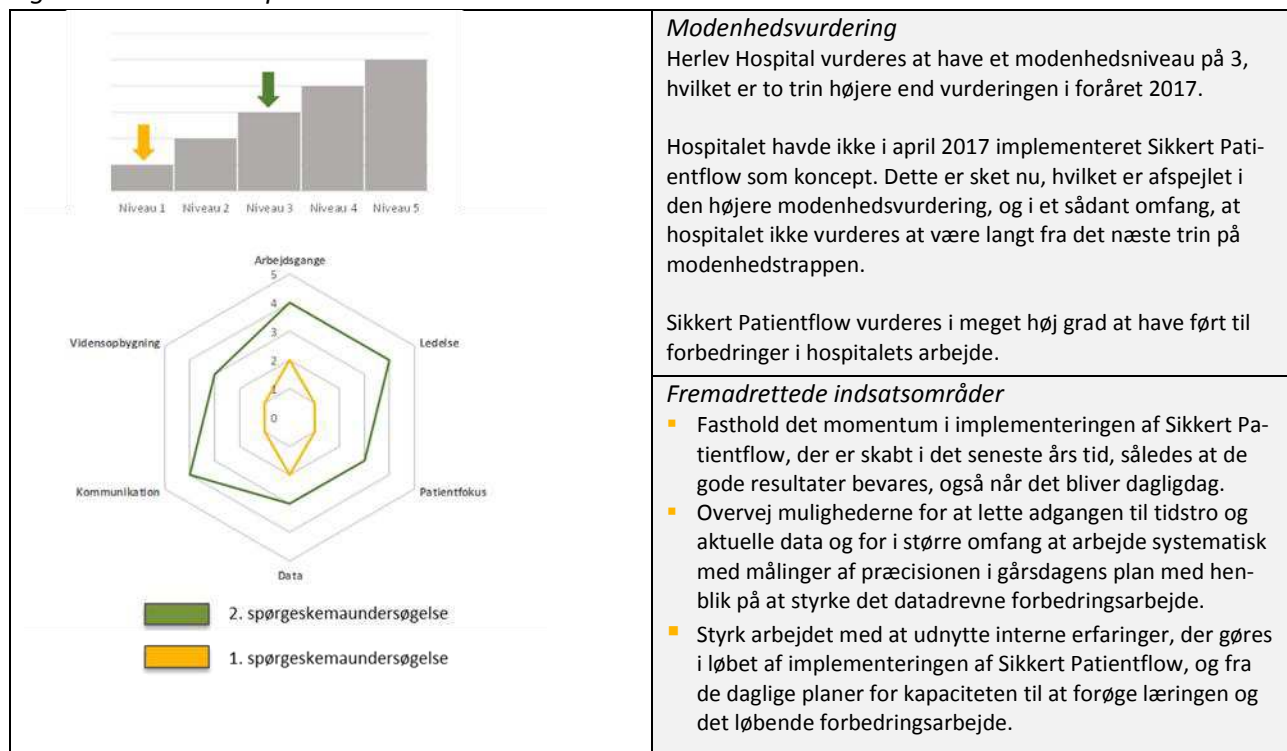 Niveau 1 Niveau 2 Niveau 3 Niveau 4 Niveau 5
Arbejdsgange
5
4
3
2
1
0
Vidensopbygning
Ledelse
Kommunikation
Patientfokus
Data
2. spørgeskemaundersøgelse
1. spørgeskemaundersøgelse
Modenhedsvurdering
Herlev Hospital vurderes at have et modenhedsniveau på 3,
hvilket er to trin højere end vurderingen i foråret 2017.
Hospitalet havde ikke i april 2017 implementeret Sikkert Pati-
entflow som koncept. Dette er sket nu, hvilket er afspejlet i
den højere modenhedsvurdering, og i et sådant omfang, at
hospitalet ikke vurderes at være langt fra det næste trin på
modenhedstrappen.
Sikkert Patientflow vurderes i meget høj grad at have ført til
forbedringer i hospitalets arbejde.
Fremadrettede indsatsområder
▪ Fasthold det momentum i implementeringen af Sikkert Pa-
tientflow, der er skabt i det seneste års tid, således at de
gode resultater bevares, også når det bliver dagligdag.
▪ Overvej mulighederne for at lette adgangen til tidstro og
aktuelle data og for i større omfang at arbejde systematisk
med målinger af præcisionen i gårsdagens plan med hen-
blik på at styrke det datadrevne forbedringsarbejde.
▪ Styrk arbejdet med at udnytte interne erfaringer, der gøres
i løbet af implementeringen af Sikkert Patientflow, og fra
de daglige planer for kapaciteten til at forøge læringen og
det løbende forbedringsarbejde.